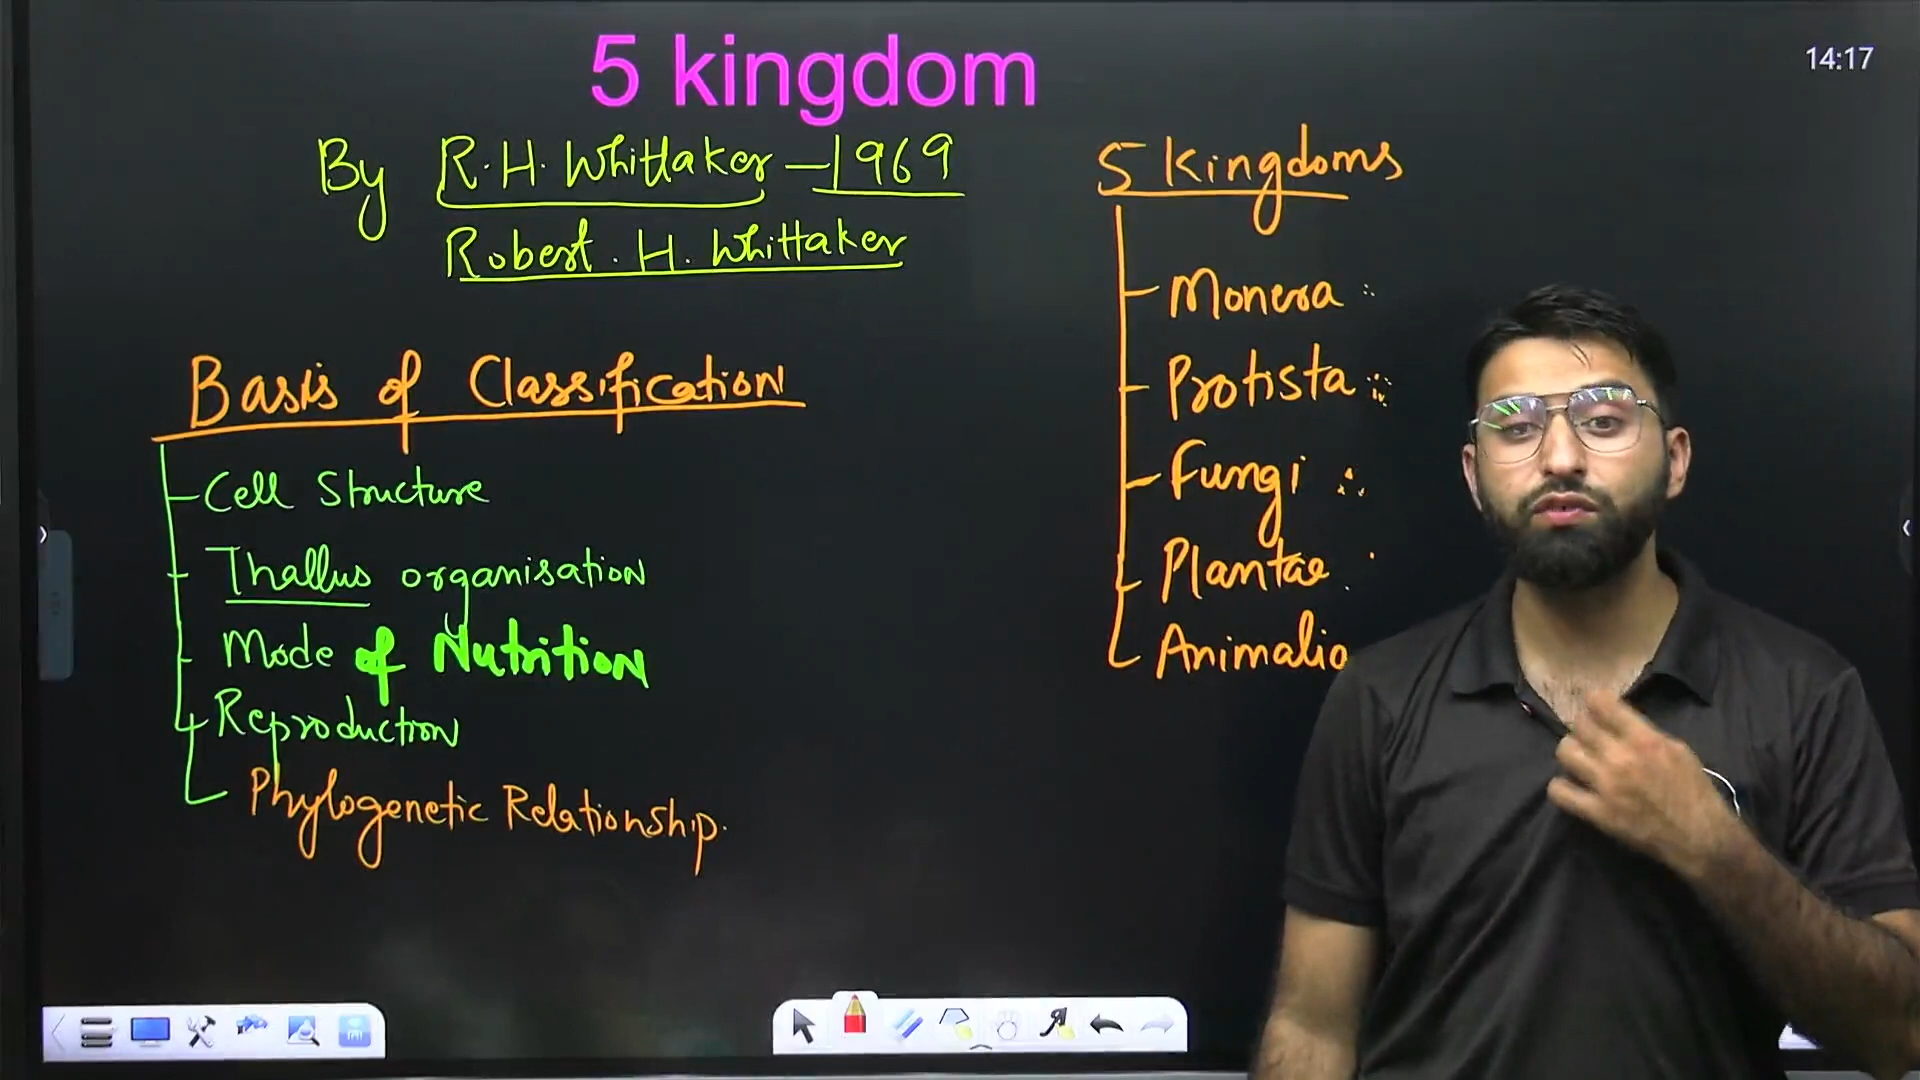 5 kingdom
14:17
By R.H. Whittaker – 1969
Robert. H. Whittaker
Basis of Classification
Cell Structure
Thallus organisation
Mode of Nutrition
Reproduction
Phylogenetic Relationship.
5 Kingdoms
Monera
Protista
Fungi
Plantae
Animalia